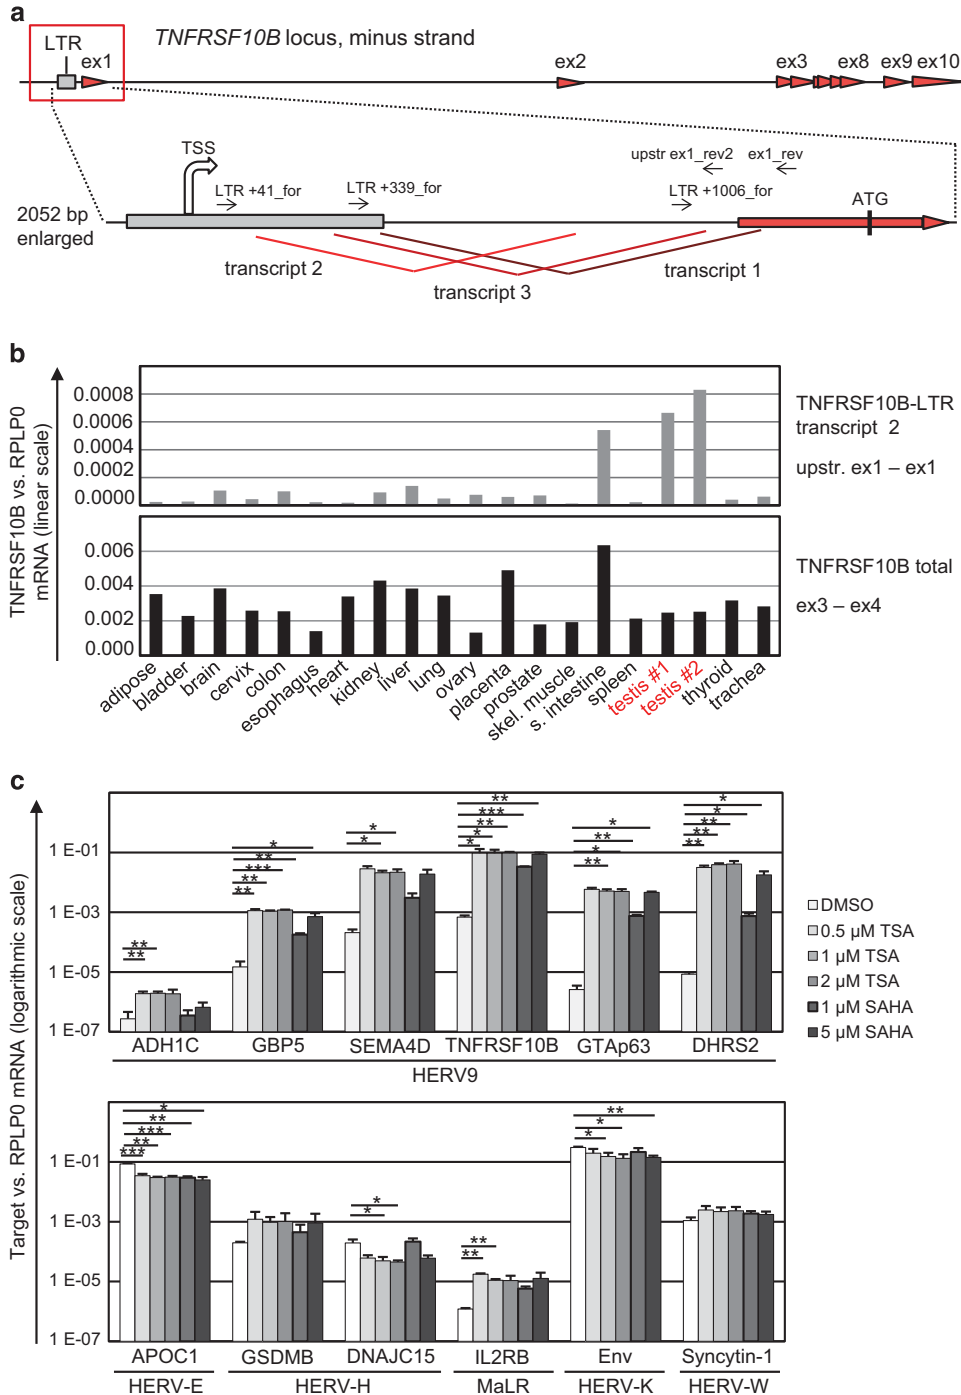 a
TNFRSF10B locus, minus strand
LTR
ex1
ex2
ex3
ex8
ex9 ex10
TSS
LTR +41_for
LTR +339_for
upstr ex1_rev2
ex1_rev
LTR +1006_for
ATG
2052 bp
enlarged
transcript 2
transcript 3
transcript 1
b
TNFRSF10B vs. RPLP0
mRNA (linear scale)
0.0008
0.0006
0.0004
0.0002
0.0000
TNFRSF10B-LTR
transcript 2
upstr. ex1 – ex1
0.006
0.004
0.002
0.000
TNFRSF10B total
ex3 – ex4
adipose
bladder
brain
cervix
colon
esophagus
heart
kidney
liver
lung
ovary
placenta
prostate
skel. muscle
s. intestine
spleen
testis #1
testis #2
thyroid
trachea
c
Target vs. RPLP0 mRNA (logarithmic scale)
1 E-01
1 E-03
1 E-05
1 E-07
** **
* ** *** ** **
* *
** *** ** * *
* ** * **
* * ** ** **
ADH1C
GBP5
SEMA4D
TNFRSF10B
GTAp63
DHRS2
HERV9
DMSO
0.5 µM TSA
1 µM TSA
2 µM TSA
1 µM SAHA
5 µM SAHA
1 E-01
1 E-03
1 E-05
1 E-07
* ** *** ** ***
* *
** **
** * *
APOC1
GSDMB
DNAJC15
IL2RB
Env
Syncytin-1
HERV-E
HERV-H
MaLR
HERV-K
HERV-W